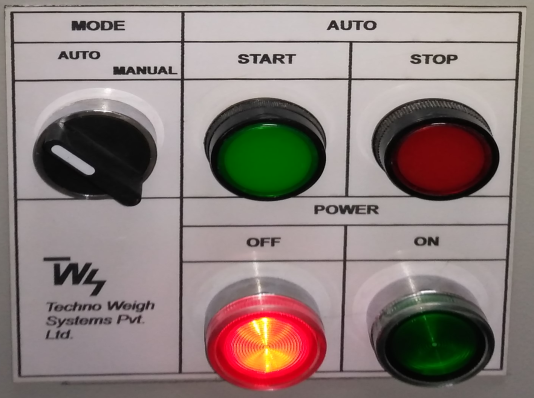 MODE
AUTO
AUTO
MANUAL
START
STOP
POWER
OFF
ON
Techno Weigh
Systems Pvt.
Ltd.